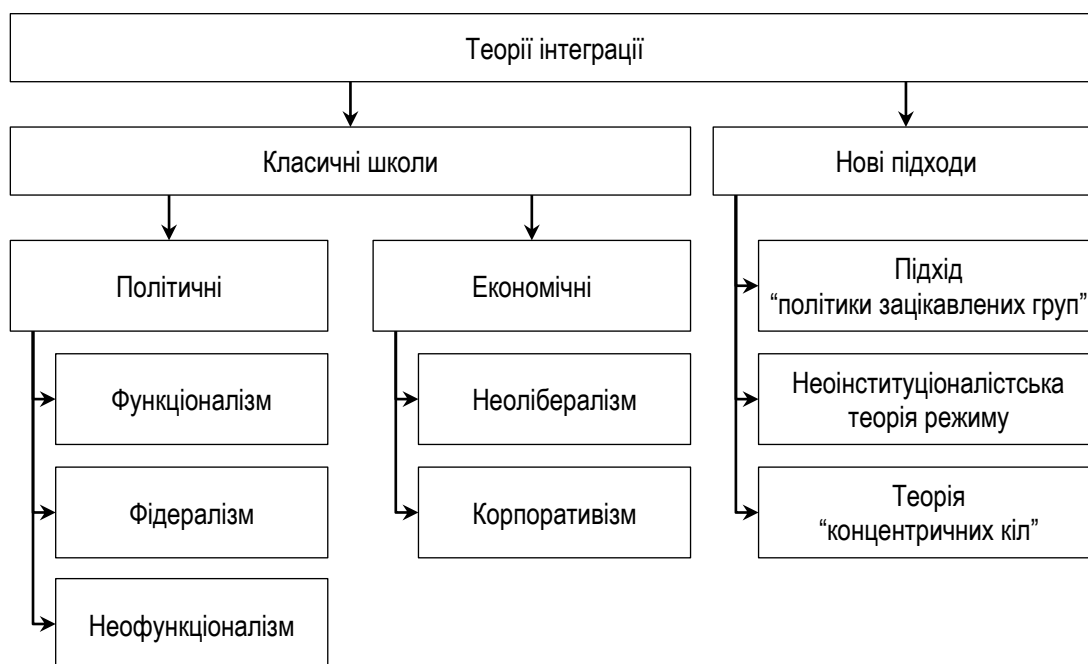 Теорії інтеграції
Класичні школи
Нові підходи
Політичні
Економічні
Підхід
“політики зацікавлених груп”
Функціоналізм
Неолібералізм
Неоінституціоналістська
теорія режиму
Фідералізм
Корпоративізм
Теорія
“концентричних кіл”
Неофункціоналізм